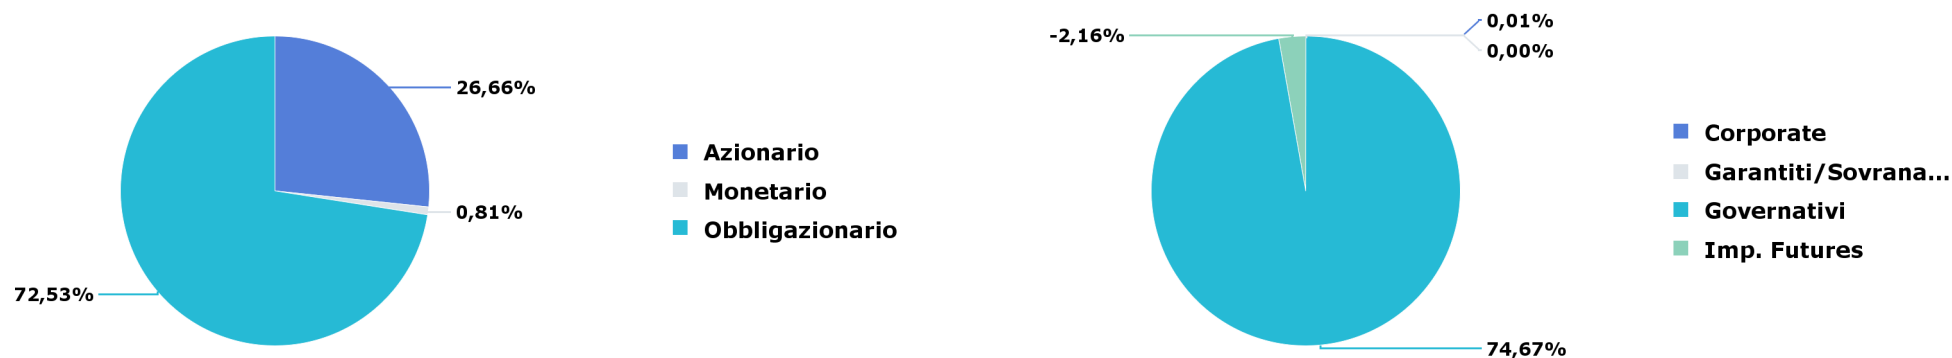 26,66%
0,81%
72,53%
Azionario
Monetario
Obbligazionario
-2,16%
0,01%
0,00%
74,67%
Corporate
Garantiti/Sovrana...
Governativi
Imp. Futures